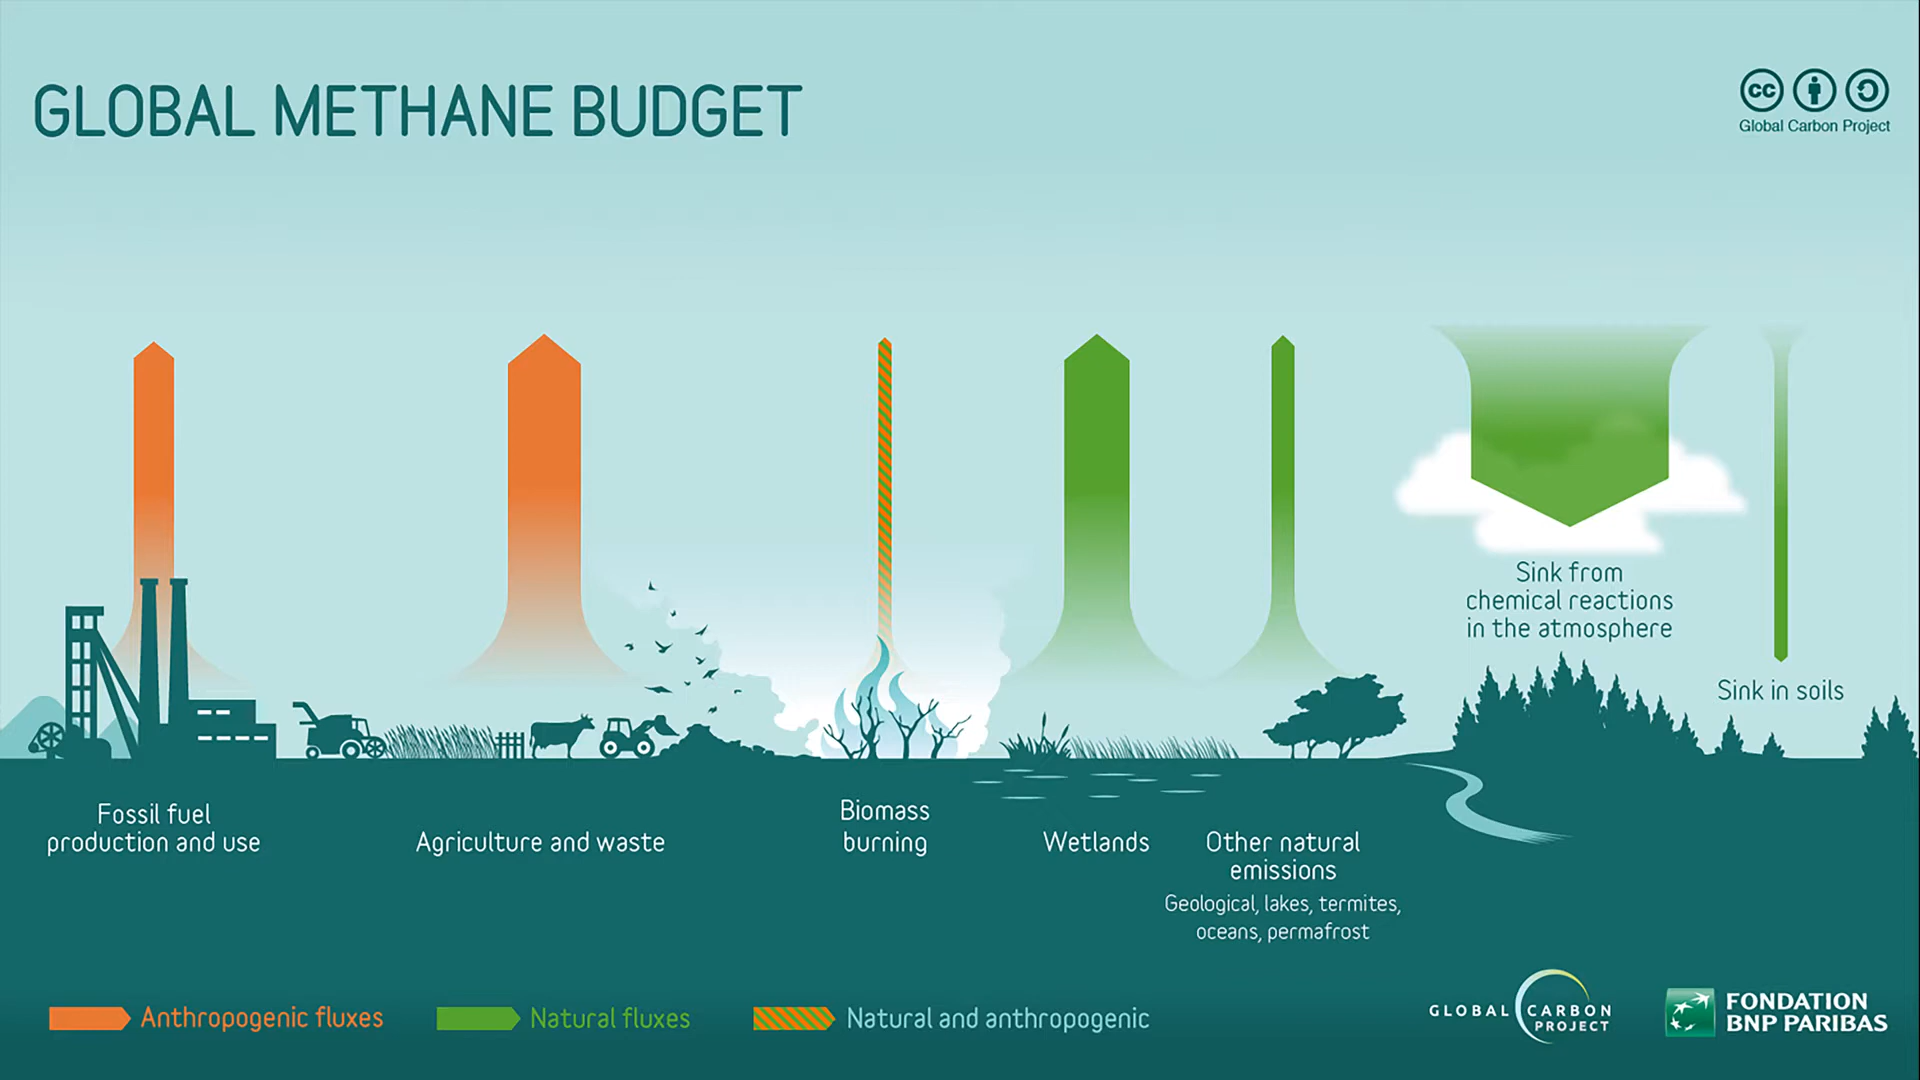 GLOBAL METHANE BUDGET
cc
Global Carbon Project
Sink from
chemical reactions
in the atmosphere
Sink in soils
Fossil fuel
production and use
Agriculture and waste
Biomass
burning
Wetlands
Other natural
emissions
Geological, lakes, termites,
oceans, permafrost
Anthropogenic fluxes
Natural fluxes
Natural and anthropogenic
GLOBAL CARBON
PROJECT
FONDATION
BNP PARIBAS